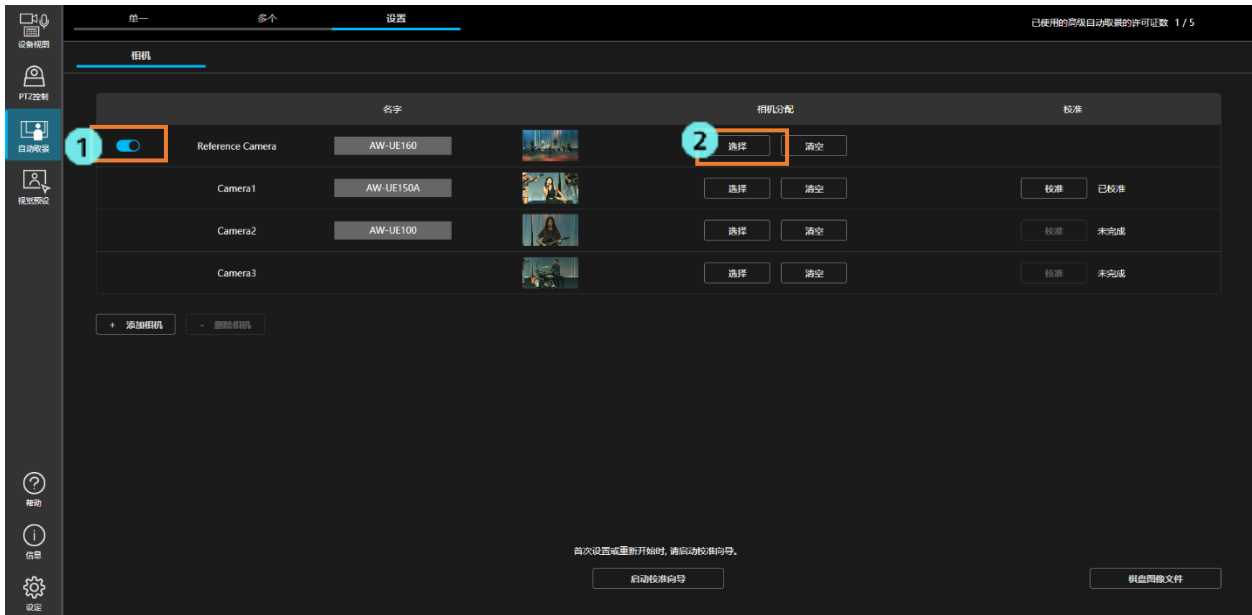 单一 多个 设置 已使用的高级自动取景的许可证数 1 / 5
设备视图
相机
PTZ控制
名字 相机分配 校准
自动取景
1 Reference Camera AW-UE160 2 选择 清空
Camera1 AW-UE150A 选择 清空 校准 已校准
视觉预设
Camera2 AW-UE100 选择 清空 校准 未完成
Camera3 选择 清空 校准 未完成
+ 添加相机 - 删除相机
帮助
信息
首次设置或重新开始时, 请启动校准向导。
启动校准向导 棋盘图像文件
设定